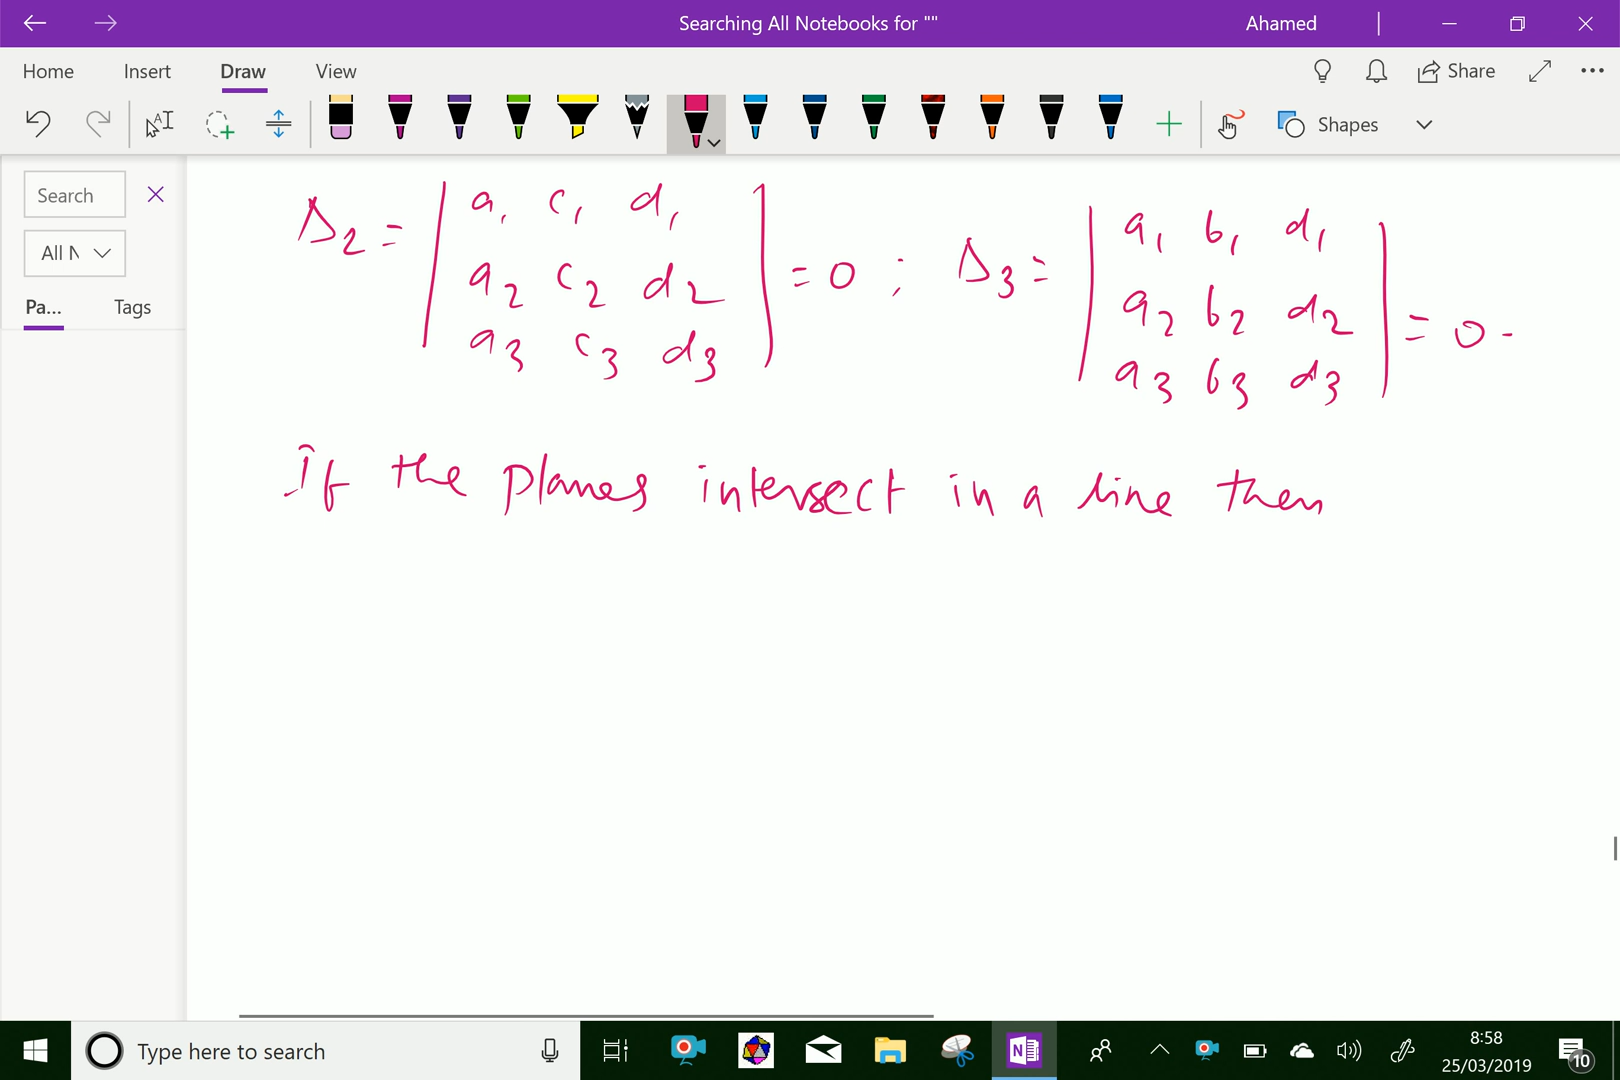 Searching All Notebooks for ""
Ahamed
Home Insert Draw View
Share
Shapes
Search
All N
Pa... Tags
Δ2 = | a1 c1 d1 | = 0 ; Δ3 = | a1 b1 d1 | = 0 -
a2 c2 d2 a2 b2 d2
a3 c3 d3 a3 b3 d3
If the planes intersect in a line then
Type here to search
8:58
25/03/2019
10